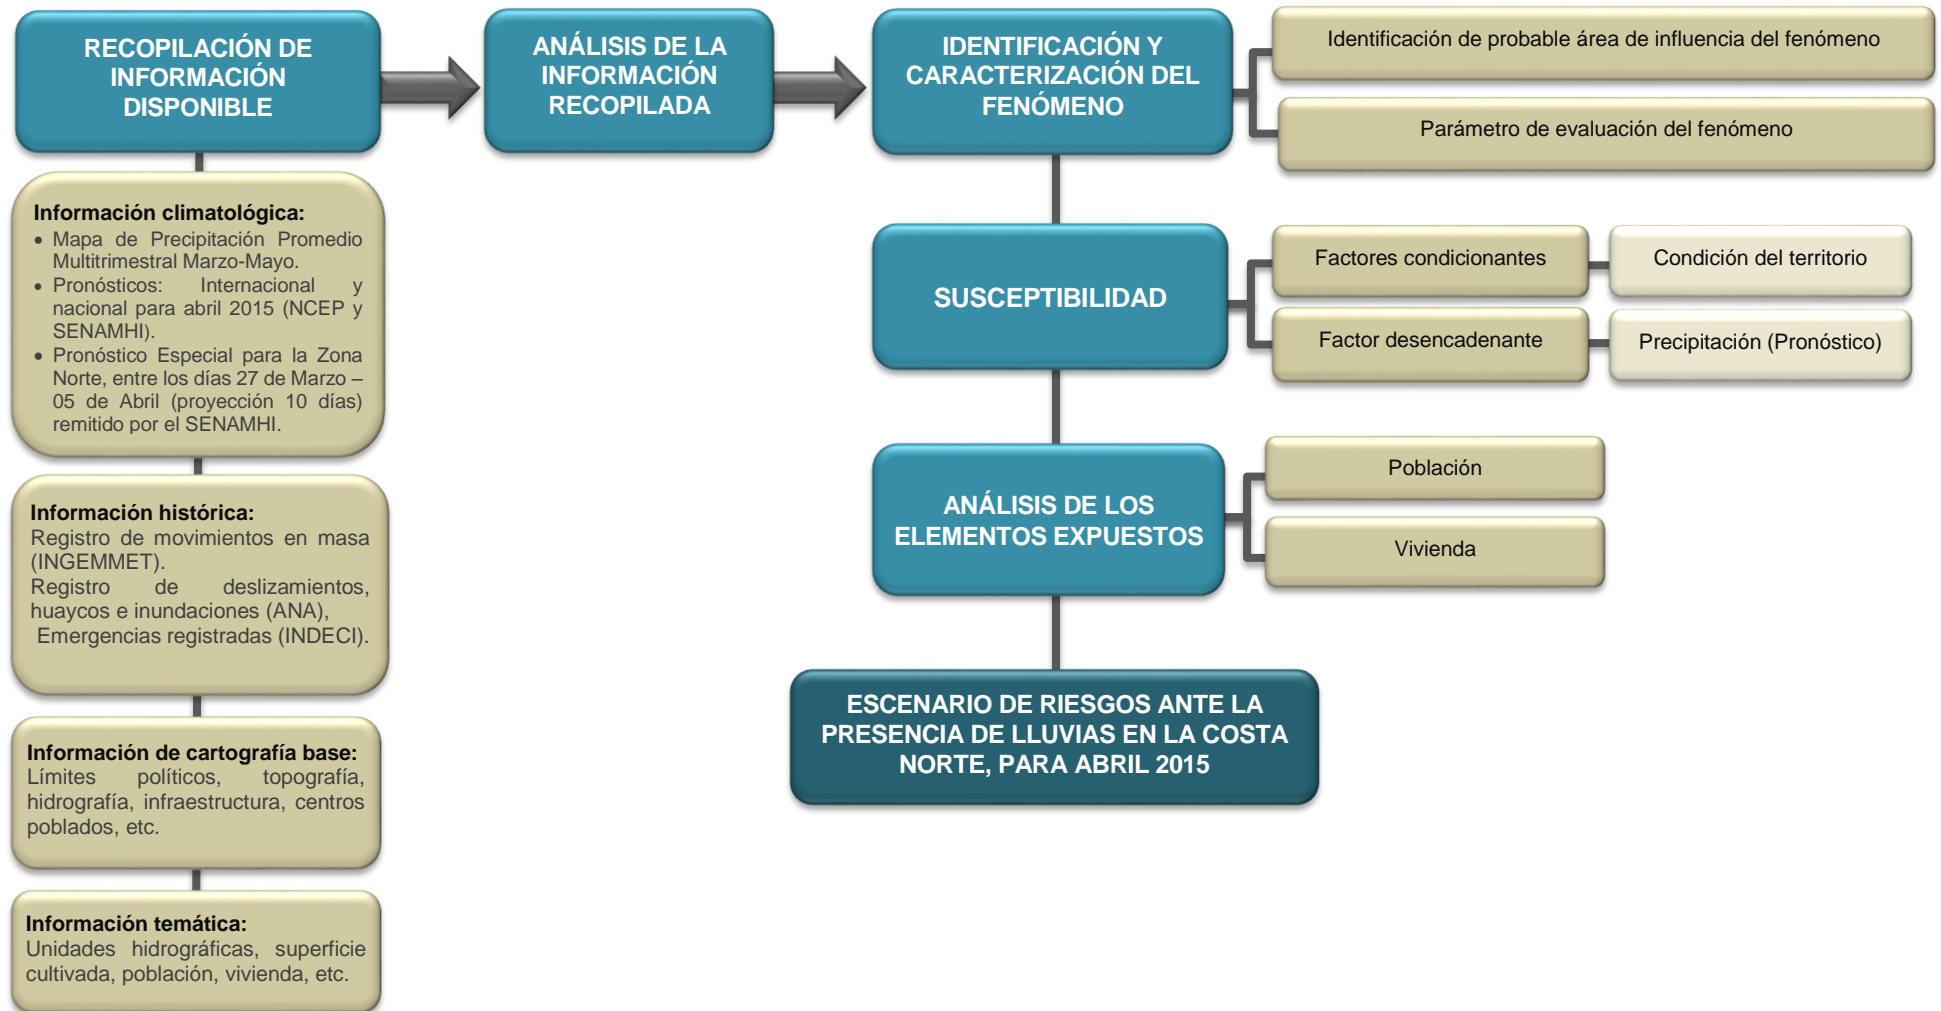 RECOPILACIÓN DE
INFORMACIÓN
DISPONIBLE
ANÁLISIS DE LA
INFORMACIÓN
RECOPILADA
IDENTIFICACIÓN Y
CARACTERIZACIÓN DEL
FENÓMENO
Identificación de probable área de influencia del fenómeno
Parámetro de evaluación del fenómeno
Información climatológica:
• Mapa de Precipitación Promedio
Multitrimestral Marzo-Mayo.
• Pronósticos: Internacional y
nacional para abril 2015 (NCEP y
SENAMHI).
• Pronóstico Especial para la Zona
Norte, entre los días 27 de Marzo –
05 de Abril (proyección 10 días)
remitido por el SENAMHI.
Información histórica:
Registro de movimientos en masa
(INGEMMET).
Registro de deslizamientos,
huaycos e inundaciones (ANA),
Emergencias registradas (INDECI).
Información de cartografía base:
Límites políticos, topografía,
hidrografía, infraestructura, centros
poblados, etc.
Información temática:
Unidades hidrográficas, superficie
cultivada, población, vivienda, etc.
SUSCEPTIBILIDAD
Factores condicionantes
Condición del territorio
Factor desencadenante
Precipitación (Pronóstico)
ANÁLISIS DE LOS
ELEMENTOS EXPUESTOS
Población
Vivienda
ESCENARIO DE RIESGOS ANTE LA
PRESENCIA DE LLUVIAS EN LA COSTA
NORTE, PARA ABRIL 2015